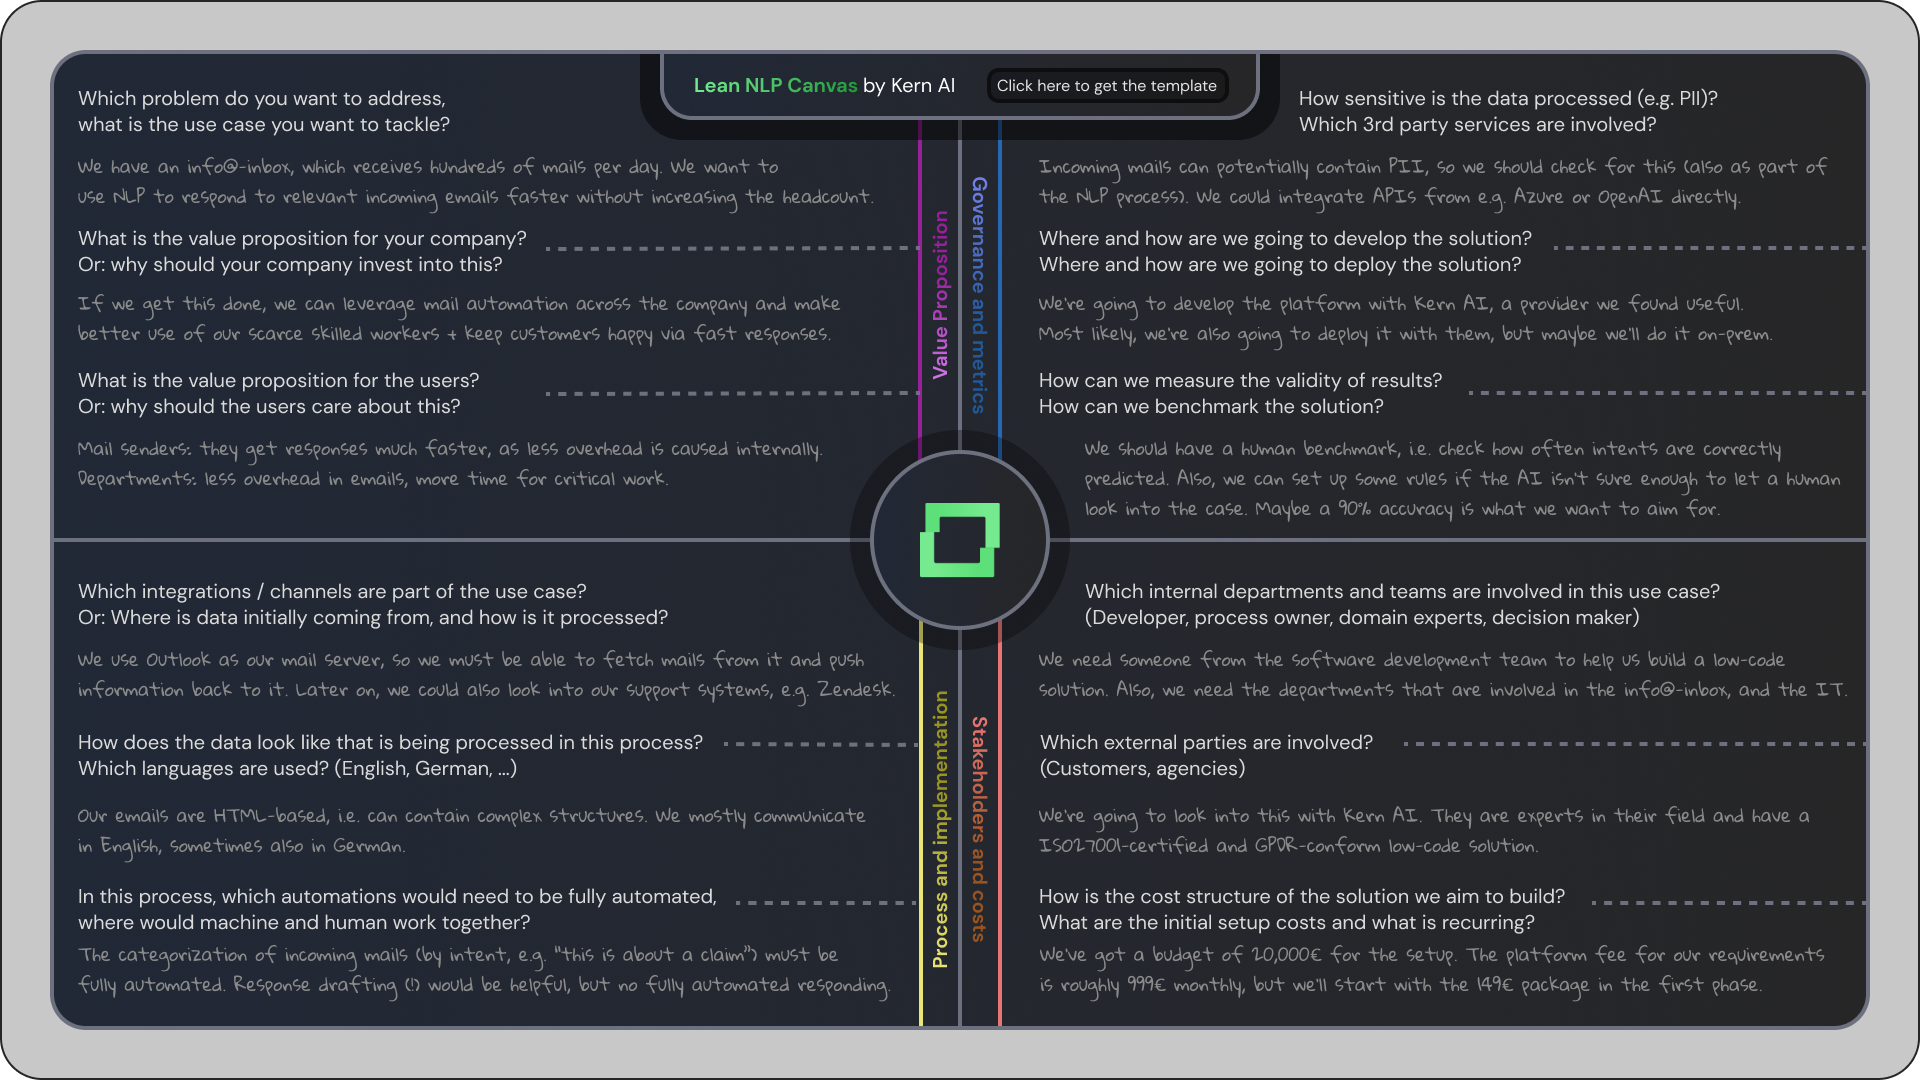 Lean NLP Canvas by Kern AI
Click here to get the template
Which problem do you want to address,
what is the use case you want to tackle?
We have an info@-inbox, which receives hundreds of mails per day. We want to
use NLP to respond to relevant incoming emails faster without increasing the headcount.
What is the value proposition for your company?
Or: why should your company invest into this?
If we get this done, we can leverage mail automation across the company and make
better use of our scarce skilled workers + keep customers happy via fast responses.
What is the value proposition for the users?
Or: why should the users care about this?
Mail senders: they get responses much faster, as less overhead is caused internally.
Departments: less overhead in emails, more time for critical work.
Value Proposition
Governance and metrics
How sensitive is the data processed (e.g. PII)?
Which 3rd party services are involved?
Incoming mails can potentially contain PII, so we should check for this (also as part of
the NLP process). We could integrate APIs from e.g. Azure or OpenAI directly.
Where and how are we going to develop the solution?
Where and how are we going to deploy the solution?
We're going to develop the platform with Kern AI, a provider we found useful.
Most likely, we're also going to deploy it with them, but maybe we'll do it on-prem.
How can we measure the validity of results?
How can we benchmark the solution?
We should have a human benchmark, i.e. check how often intents are correctly
predicted. Also, we can set up some rules if the AI isn't sure enough to let a human
look into the case. Maybe a 90% accuracy is what we want to aim for.
Which integrations / channels are part of the use case?
Or: Where is data initially coming from, and how is it processed?
We use Outlook as our mail server, so we must be able to fetch mails from it and push
information back to it. Later on, we could also look into our support systems, e.g. Zendesk.
How does the data look like that is being processed in this process?
Which languages are used? (English, German, ...)
Our emails are HTML-based, i.e. can contain complex structures. We mostly communicate
in English, sometimes also in German.
In this process, which automations would need to be fully automated,
where would machine and human work together?
The categorization of incoming mails (by intent, e.g. "this is about a claim") must be
fully automated. Response drafting (!) would be helpful, but no fully automated responding.
Process and implementation
Stakeholders and costs
Which internal departments and teams are involved in this use case?
(Developer, process owner, domain experts, decision maker)
We need someone from the software development team to help us build a low-code
solution. Also, we need the departments that are involved in the info@-inbox, and the IT.
Which external parties are involved?
(Customers, agencies)
We're going to look into this with Kern AI. They are experts in their field and have a
ISO27001-certified and GPDR-conform low-code solution.
How is the cost structure of the solution we aim to build?
What are the initial setup costs and what is recurring?
We've got a budget of 20,000€ for the setup. The platform fee for our requirements
is roughly 999€ monthly, but we'll start with the 149€ package in the first phase.